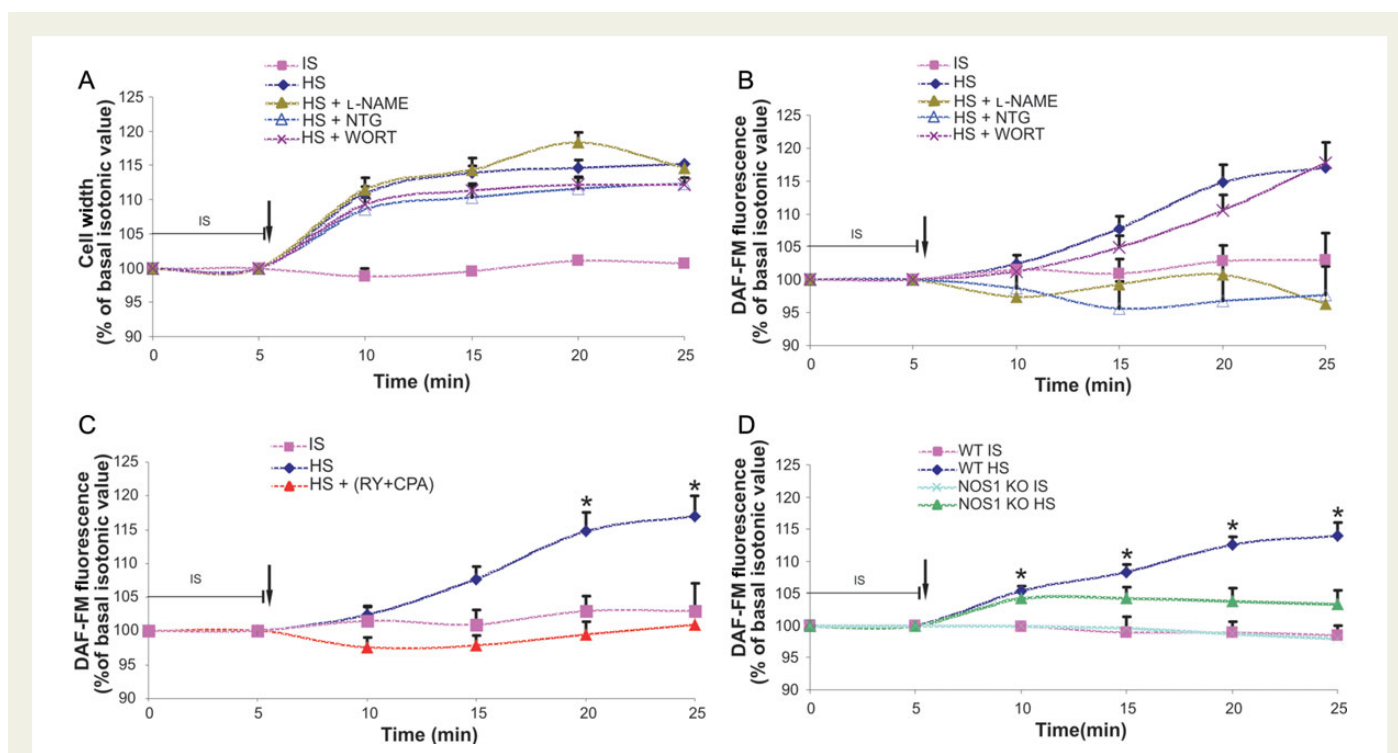 A
IS
HS
HS + L-NAME
HS + NTG
HS + WORT
Cell width
(% of basal isotonic value)
125
120
115
110
105
100
95
90
IS
0 5 10 15 20 25
Time (min)
B
IS
HS
HS + L-NAME
HS + NTG
HS + WORT
DAF-FM fluorescence
(% of basal isotonic value)
125
120
115
110
105
100
95
90
IS
0 5 10 15 20 25
Time (min)
C
IS
HS
HS + (RY+CPA)
DAF-FM fluorescence
(%of basal isotonic value)
125
120
115
110
105
100
95
90
IS
* *
0 5 10 15 20 25
Time (min)
D
WT IS
WT HS
NOS1 KO IS
NOS1 KO HS
DAF-FM fluorescence
(% of basal isotonic value)
125
120
115
110
105
100
95
90
IS
* * * *
0 5 10 15 20 25
Time(min)